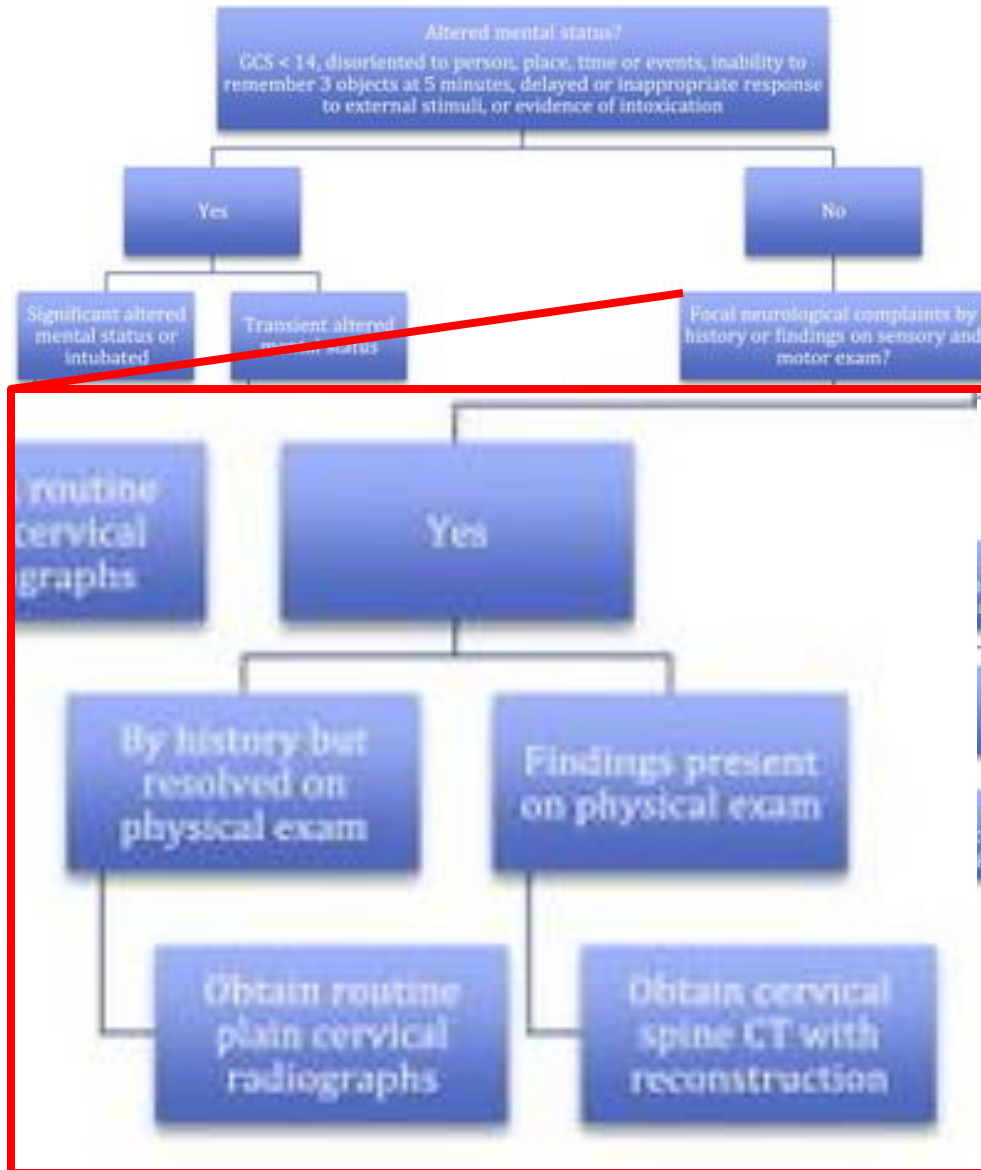 Altered mental status?
GCS < 14, disoriented to person, place, time or events, inability to
remember 3 objects at 5 minutes, delayed or inappropriate response
to external stimuli, or evidence of intoxication
Yes
No
Significant altered
mental status or
intubated
Transient altered
mental status
Focal neurological complaints by
history or findings on sensory and
motor exam?
routine
cervical
graphs
Yes
By history but
resolved on
physical exam
Findings present
on physical exam
Obtain routine
plain cervical
radiographs
Obtain cervical
spine CT with
reconstruction